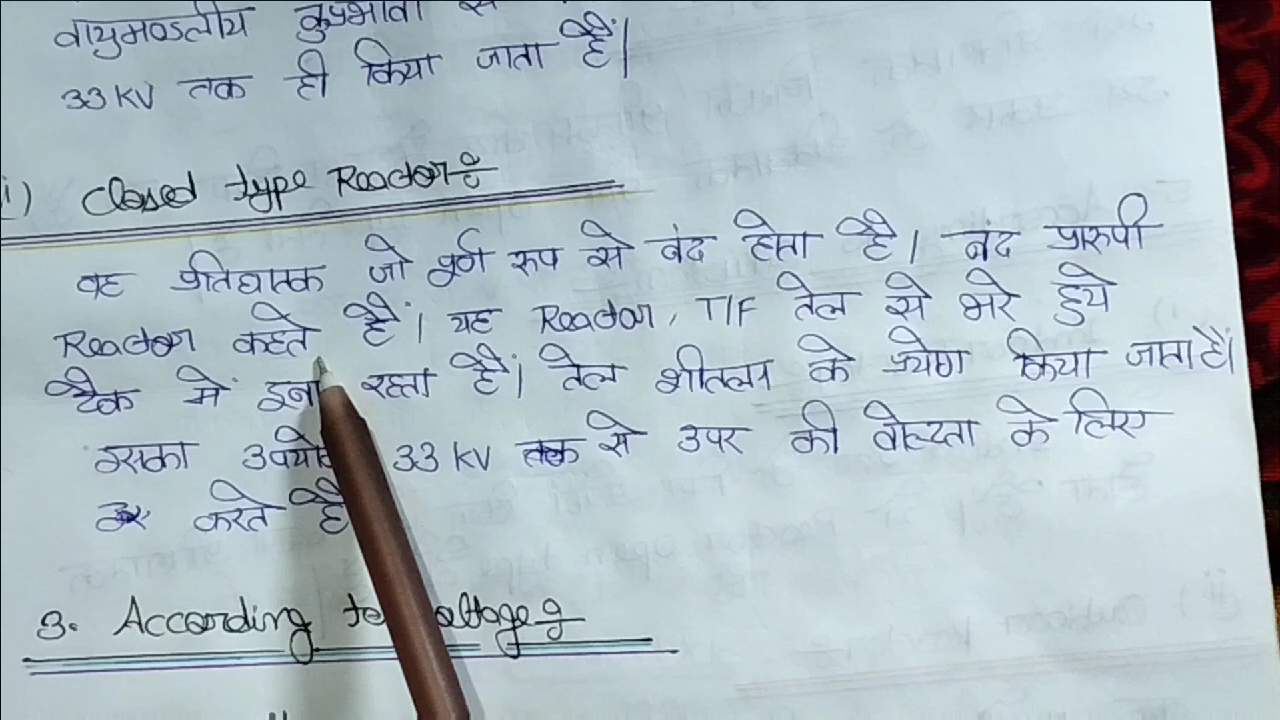 वायुमण्डलीय कुप्रभावों से
33 KV तक ही किया जाता है।
i) Closed type Reactor:-
वह प्रतिघातक जो पूर्ण रूप से बंद होता है। बंद प्रारूपी
Reactor कहते हैं। यह Reactor, T/F तेल से भरे हुये
टैंक में डूबा रहता है। तेल शीतलन के प्रयोग किया जाता है।
इसका उपयोग 33 KV तक से उपर की वोल्टता के लिए
करते है
3. According to Voltage:-